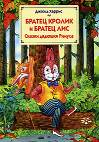 Джоэль Харрис
БРАТЕЦ КРОЛИК
и БРАТЕЦ ЛИС
Сказки дядюшки Римуса